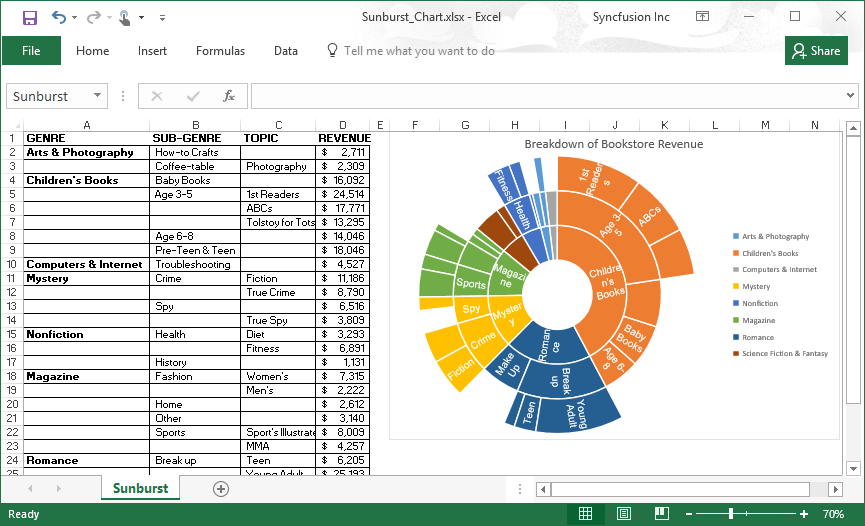 Sunburst_Chart.xlsx - Excel
Syncfusion Inc
File Home Insert Formulas Data Tell me what you want to do Share
Sunburst fx
A B C D E F G H I J K L M N
1 GENRE SUB-GENRE TOPIC REVENUE
2 Arts & Photography How-to Crafts $ 2,711
3 Coffee-table Photography $ 2,309
4 Children's Books Baby Books $ 16,092
5 Age 3-5 1st Readers $ 24,514
6 ABCs $ 17,771
7 Tolstoy for Tots $ 13,295
8 Age 6-8 $ 14,046
9 Pre-Teen & Teen $ 18,046
10 Computers & Internet Troubleshooting $ 4,527
11 Mystery Crime Fiction $ 11,186
12 True Crime $ 8,790
13 Spy $ 6,516
14 True Spy $ 3,809
15 Nonfiction Health Diet $ 3,293
16 Fitness $ 6,891
17 History $ 1,131
18 Magazine Fashion Women's $ 7,315
19 Men's $ 2,222
20 Home $ 2,612
21 Other $ 3,140
22 Sports Sport's Illustrate $ 8,009
23 MMA $ 4,257
24 Romance Break up Teen $ 6,205
25 Young Adult $ 25,193
Breakdown of Bookstore Revenue
1st
Reader
s
ABCs
Age 3-
5
Childre
n's
Books
Baby
Books
Age 6-
8
Roman
ce
Break
up
Young
Adult
Teen
Make
Up
Myster
y
Crime
Fiction
Spy
Magazi
ne
Sports
Health
Fitness
Arts & Photography
Children's Books
Computers & Internet
Mystery
Nonfiction
Magazine
Romance
Science Fiction & Fantasy
Sunburst
Ready
70%